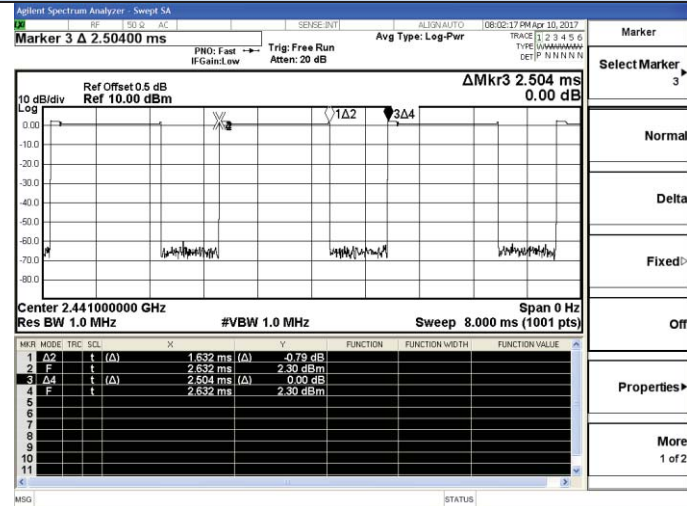 Agilent Spectrum Analyzer - Swept SA
LXI RF 50 Ω AC SENSE:INT ALIGNAUTO 08:02:17 PM Apr 10, 2017
Marker 3 Δ 2.50400 ms
PNO: Fast
IFGain:Low
Trig: Free Run
Atten: 20 dB
Avg Type: Log-Pwr
TRACE 1 2 3 4 5 6
TYPE WWWWWW
DET P N N N N N
Ref Offset 0.5 dB
Ref 10.00 dBm
ΔMkr3 2.504 ms
0.00 dB
10 dB/div
Log
1Δ2
3Δ4
0.00
-10.0
-20.0
-30.0
-40.0
-50.0
-60.0
-70.0
-80.0
Center 2.441000000 GHz
Span 0 Hz
Res BW 1.0 MHz #VBW 1.0 MHz Sweep 8.000 ms (1001 pts)
MKR MODE TRC SCL X Y FUNCTION FUNCTION WIDTH FUNCTION VALUE
1 Δ2 t (Δ) 1.632 ms (Δ) -0.79 dB
2 F t 2.632 ms 2.30 dBm
3 Δ4 t (Δ) 2.504 ms (Δ) 0.00 dB
4 F t 2.632 ms 2.30 dBm
5
6
7
8
9
10
11
MSG STATUS
Marker
Select Marker
3
Normal
Delta
Fixed
Off
Properties
More
1 of 2